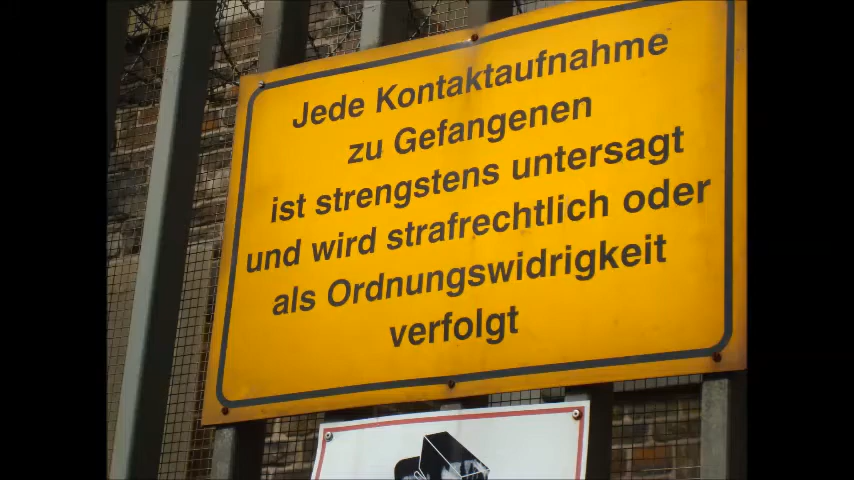 Jede Kontaktaufnahme
zu Gefangenen
ist strengstens untersagt
und wird strafrechtlich oder
als Ordnungswidrigkeit
verfolgt